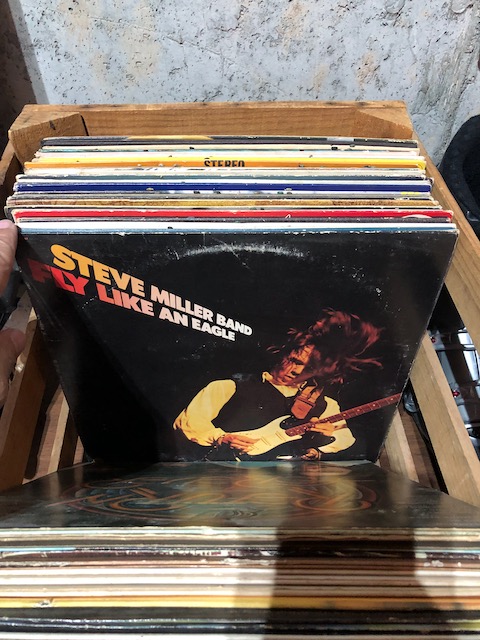 STEREO
STEVE MILLER BAND
FLY LIKE AN EAGLE